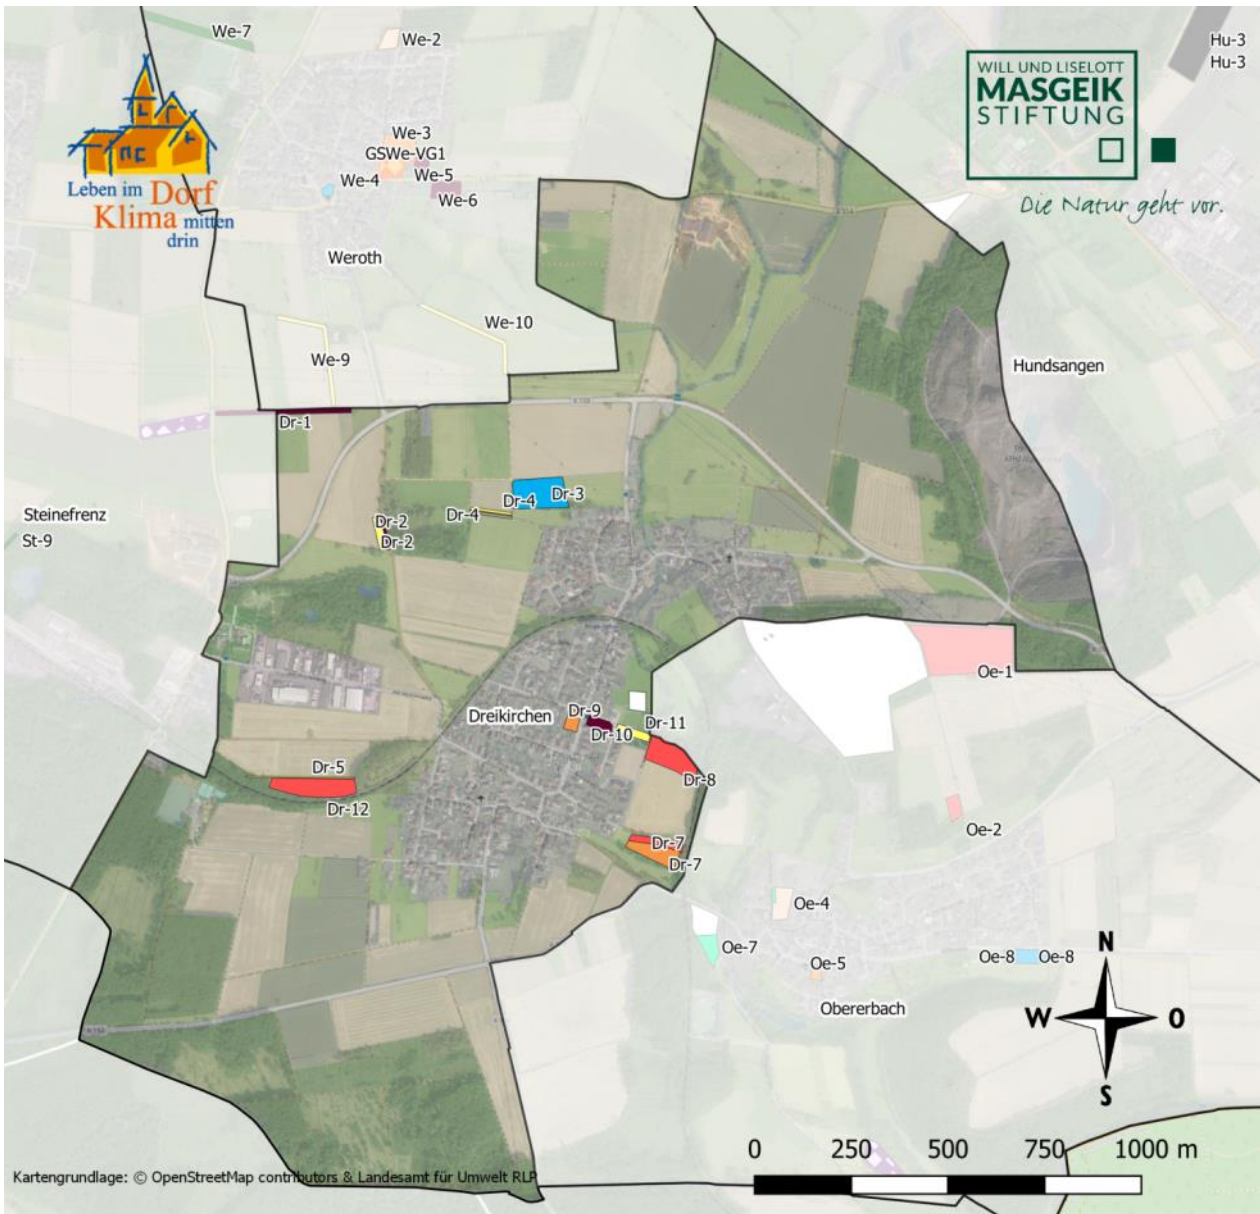 We-7
We-2
Hu-3
Hu-3
WILL UND LISELOTT
MASGEIK
STIFTUNG
Die Natur geht vor.
Leben im Dorf
Klima mitten
drin
We-3
GSWe-VG1
We-5
We-4
We-6
Weroth
We-10
We-9
Hundsangen
Dr-1
Steinefrenz
St-9
Dr-3
Dr-4
Dr-4
Dr-2
Dr-2
Oe-1
Dr-9
Dreikirchen
Dr-11
Dr-10
Dr-5
Dr-8
Dr-12
Oe-2
Dr-7
Dr-7
Oe-4
Oe-7
Oe-8
Oe-8
Oe-5
Obererbach
N
W
O
S
0 250 500 750 1000 m
Kartengrundlage: © OpenStreetMap contributors & Landesamt für Umwelt RLP